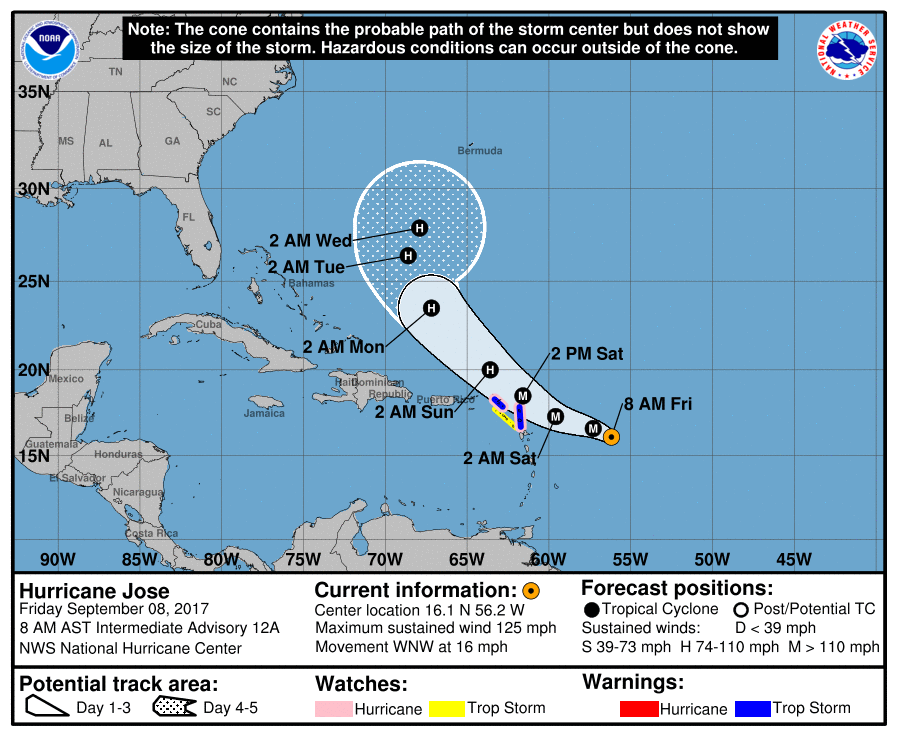 Note: The cone contains the probable path of the storm center but does not show
the size of the storm. Hazardous conditions can occur outside of the cone.
NOAA
NATIONAL WEATHER SERVICE
TN
NC
35N
SC
MS
AL
GA
Bermuda
30N
FL
2 AM Wed
H
2 AM Tue
H
25N
Bahamas
H
Cuba
2 AM Mon
2 PM Sat
20N
H
Mexico
Haiti
Dominican
Republic
Puerto Rico
M
8 AM Fri
Jamaica
2 AM Sun
M
M
Belize
Guatemala
Honduras
15N
2 AM Sat
El Salvador
Nicaragua
Costa Rica
90W 85W 80W 75W 70W 65W 60W 55W 50W 45W
Hurricane Jose
Friday September 08, 2017
8 AM AST Intermediate Advisory 12A
NWS National Hurricane Center
Current information:
Center location 16.1 N 56.2 W
Maximum sustained wind 125 mph
Movement WNW at 16 mph
Forecast positions:
Tropical Cyclone Post/Potential TC
Sustained winds: D < 39 mph
S 39-73 mph H 74-110 mph M > 110 mph
Potential track area:
Day 1-3 Day 4-5
Watches:
Hurricane Trop Storm
Warnings:
Hurricane Trop Storm